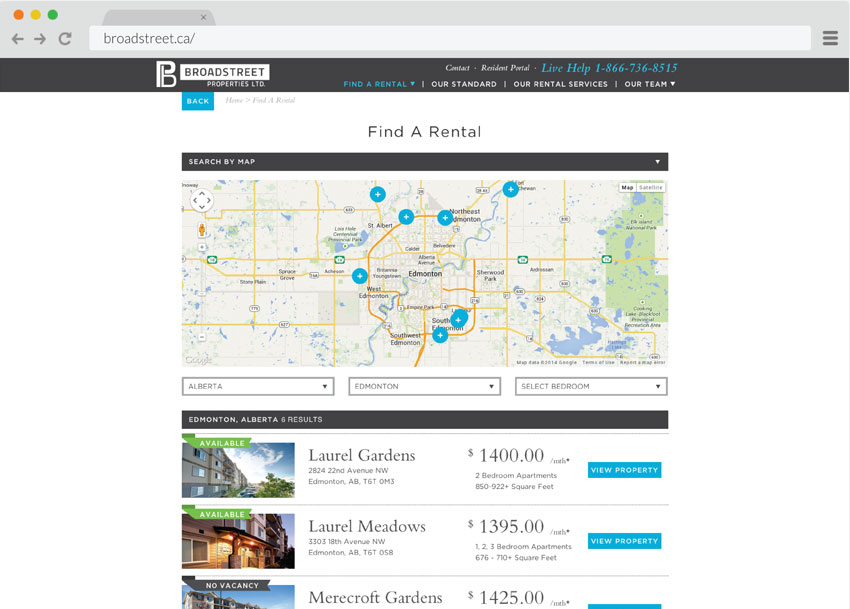 broadstreet.ca/
BROADSTREET
PROPERTIES LTD.
Contact · Resident Portal · Live Help 1-866-736-8515
FIND A RENTAL ▼ | OUR STANDARD | OUR RENTAL SERVICES | OUR TEAM ▼
BACK
Home > Find A Rental
Find A Rental
SEARCH BY MAP
Map Satellite
Northeast
Edmonton
St. Albert
Lois Hole
Centennial
Provincial Park
Elk Island
National Park
Calder
Belvedere
Alberta
Avenue
Spruce
Grove
Acheson
Britannia
Youngstown
Edmonton
Sherwood
Park
Ardrossan
Stony Plain
West
Edmonton
Empire Park
Southwest
Edmonton
Cooking
Lake-Blackfoot
Provincial
Recreation
Area
Google
Map data ©2014 Google Terms of Use Report a map error
ALBERTA ▼
EDMONTON ▼
SELECT BEDROOM ▼
EDMONTON, ALBERTA 6 RESULTS
AVAILABLE
Laurel Gardens
2824 22nd Avenue NW
Edmonton, AB, T6T 0M3
$ 1400.00 /mth*
2 Bedroom Apartments
850-922+ Square Feet
VIEW PROPERTY
AVAILABLE
Laurel Meadows
3303 18th Avenue NW
Edmonton, AB, T6T 0S8
$ 1395.00 /mth*
1, 2, 3 Bedroom Apartments
676 - 710+ Square Feet
VIEW PROPERTY
NO VACANCY
Merecroft Gardens
$ 1425.00 /mth*